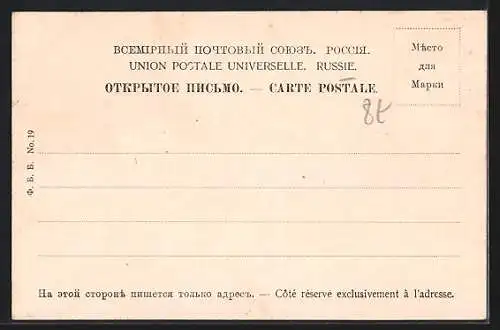 ВСЕМІРНЫЙ ПОЧТОВЫЙ СОЮЗЪ. РОССІЯ.
UNION POSTALE UNIVERSELLE. RUSSIE.
ОТКРЫТОЕ ПИСЬМО. — CARTE POSTALE.
Мѣсто
для
Марки
8t
Ф. Б. В. No. 19
На этой сторонѣ пишется только адресъ. — Côté réservé exclusivement à l'adresse.